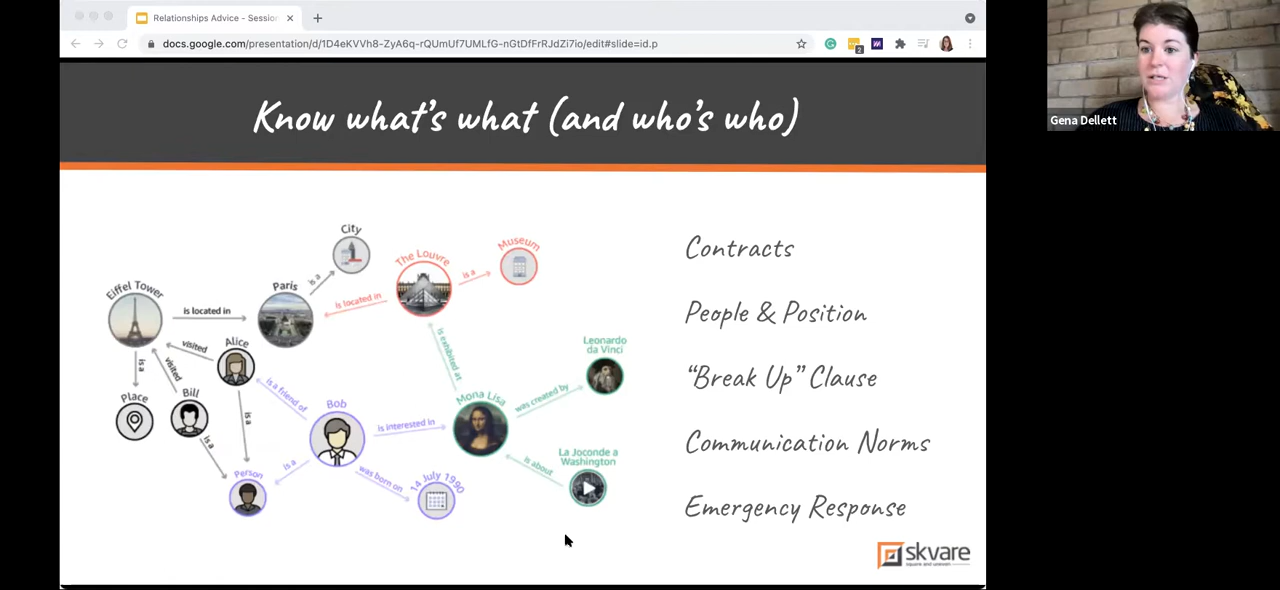 Relationships Advice - Sessio
docs.google.com/presentation/d/1D4eKVVh8-ZyA6q-rQUmUf7UMLfG-nGtDfFrRJdZi7io/edit#slide=id.p
2
Gena Dellett
Know what's what (and who's who)
City
is a
The Louvre
is a
Museum
Eiffel Tower
is located in
Paris
is located in
visited
Alice
visited
is a
is exhibited at
Leonardo
da Vinci
Place
Bill
is a friend of
is a
Bob
is interested in
Mona Lisa
was created by
is a
Person
is a
was born on
14 July 1990
is about
La Joconde a
Washington
Contracts
People & Position
"Break Up" Clause
Communication Norms
Emergency Response
skvare
square and uneven